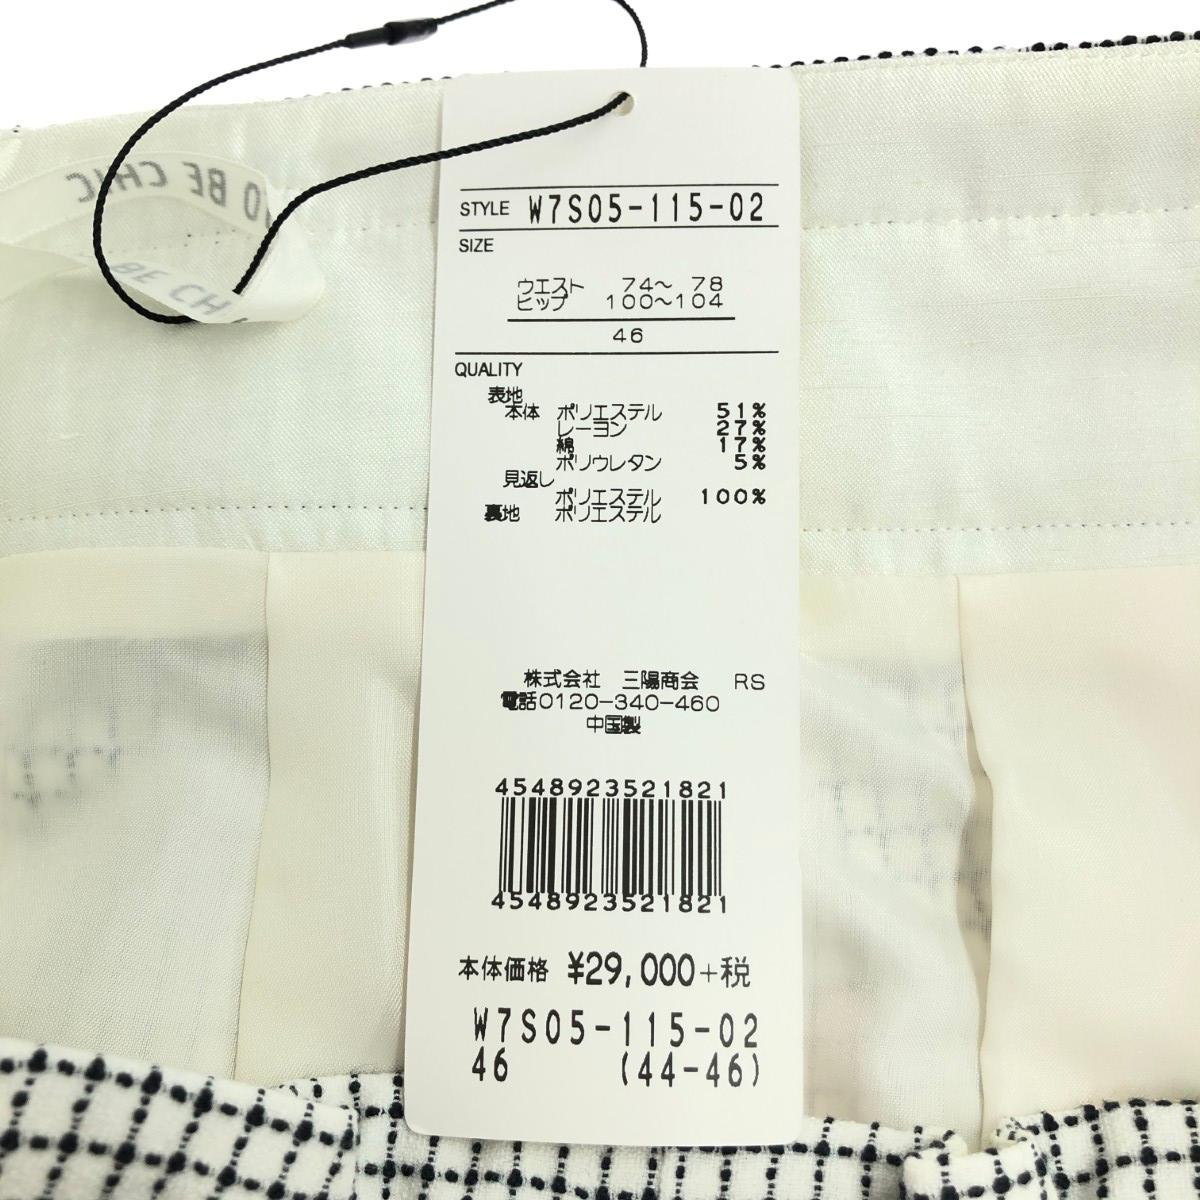 TO BE CHIC
BE CH
STYLE W7S05-115-02
SIZE
ウエスト 74〜 78
ヒップ 100〜104
46
QUALITY
表地
本体 ポリエステル 51%
レーヨン 27%
綿 17%
ポリウレタン 5%
見返し
ポリエステル 100%
裏地 ポリエステル
株式会社 三陽商会 RS
電話0120-340-460
中国製
4548923521821
4548923521821
本体価格 ¥29,000+税
W7S05-115-02
46 (44-46)